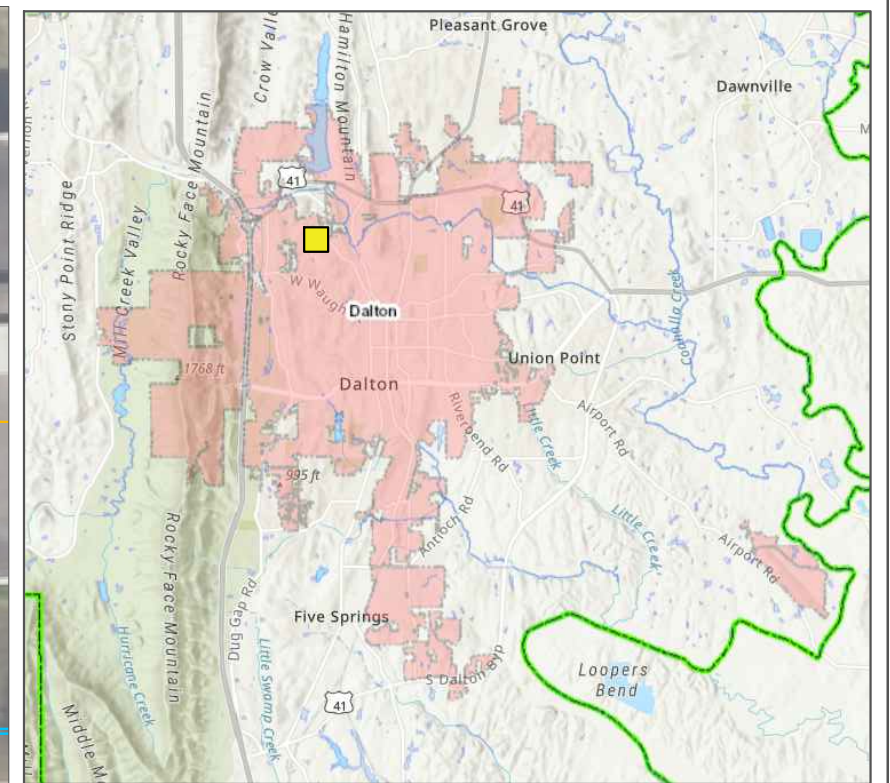 Pleasant Grove
Crow Valle
Hamilton Mountain
Dawnville
Rocky Face Mountain
41
41
Stony Point Ridge
Mill Creek Valley
W Waugh
Dalton
Coahulla Creek
Union Point
1768 ft
Dalton
Riverbend Rd
Little Creek
Airport Rd
995 ft
Antioch Rd
Little Creek
Airport Rd
Rocky Face Mountain
Dug Gap Rd
Five Springs
Hurricane Creek
Little Swamp Creek
S Dalton Byp
Loopers
Bend
41
Middle M